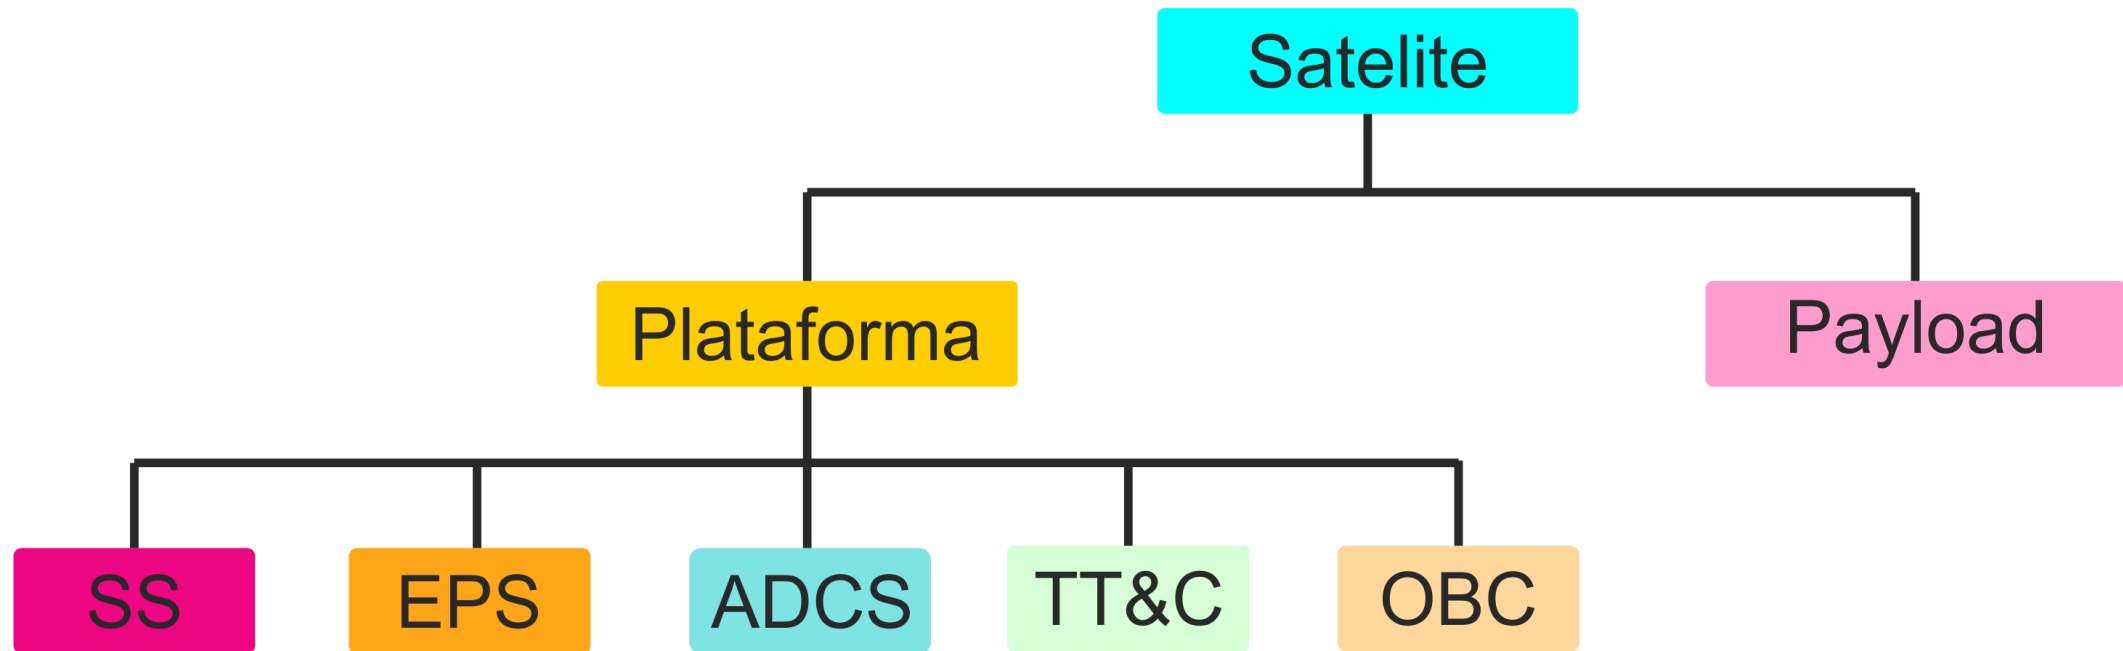 Satelite
Plataforma
Payload
SS
EPS
ADCS
TT&C
OBC